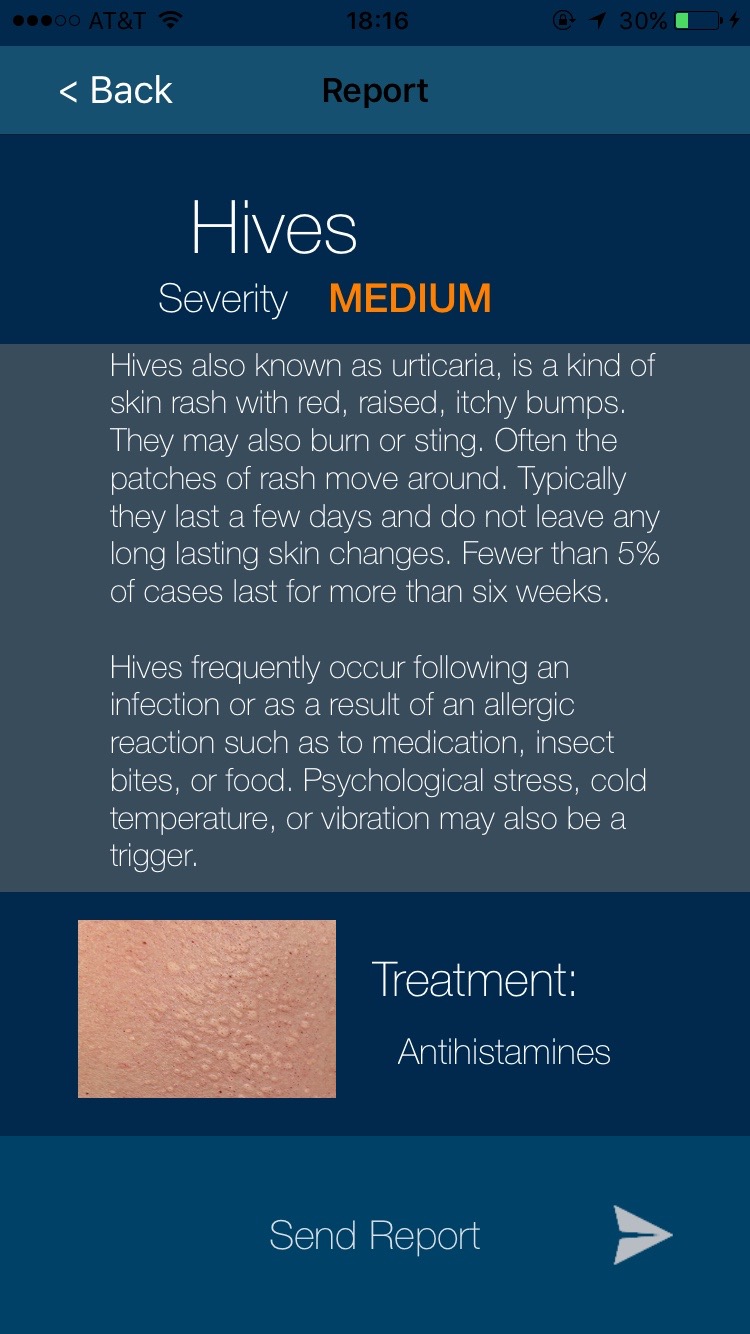 AT&T 18:16 30%
< Back Report
Hives
Severity MEDIUM
Hives also known as urticaria, is a kind of
skin rash with red, raised, itchy bumps.
They may also burn or sting. Often the
patches of rash move around. Typically
they last a few days and do not leave any
long lasting skin changes. Fewer than 5%
of cases last for more than six weeks.
Hives frequently occur following an
infection or as a result of an allergic
reaction such as to medication, insect
bites, or food. Psychological stress, cold
temperature, or vibration may also be a
trigger.
Treatment:
Antihistamines
Send Report